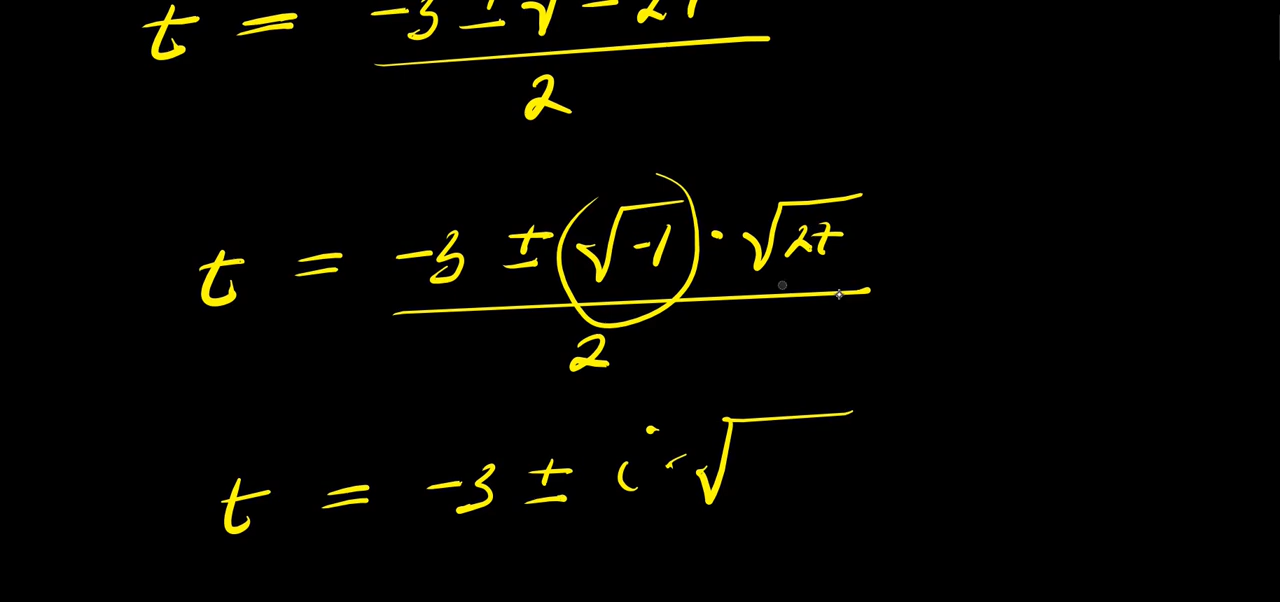 t = (-3 ± √-27) / 2
t = (-3 ± √-1 · √27) / 2
t = -3 ± i · √